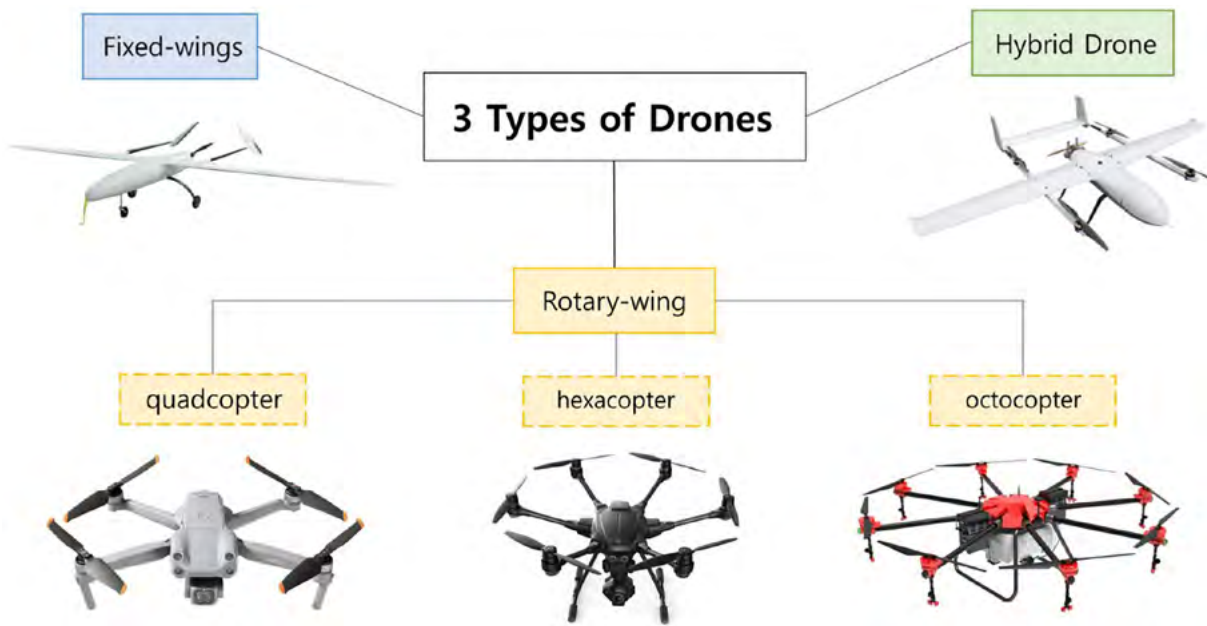 Fixed-wings
Hybrid Drone
3 Types of Drones
Rotary-wing
quadcopter
hexacopter
octocopter